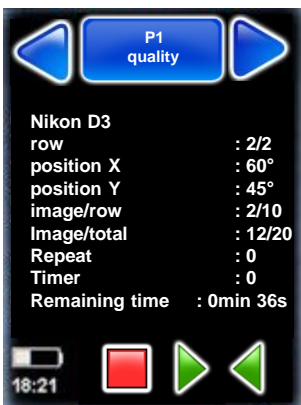 P1
quality
Nikon D3
row : 2/2
position X : 60°
position Y : 45°
image/row : 2/10
Image/total : 12/20
Repeat : 0
Timer : 0
Remaining time : 0min 36s
18:21